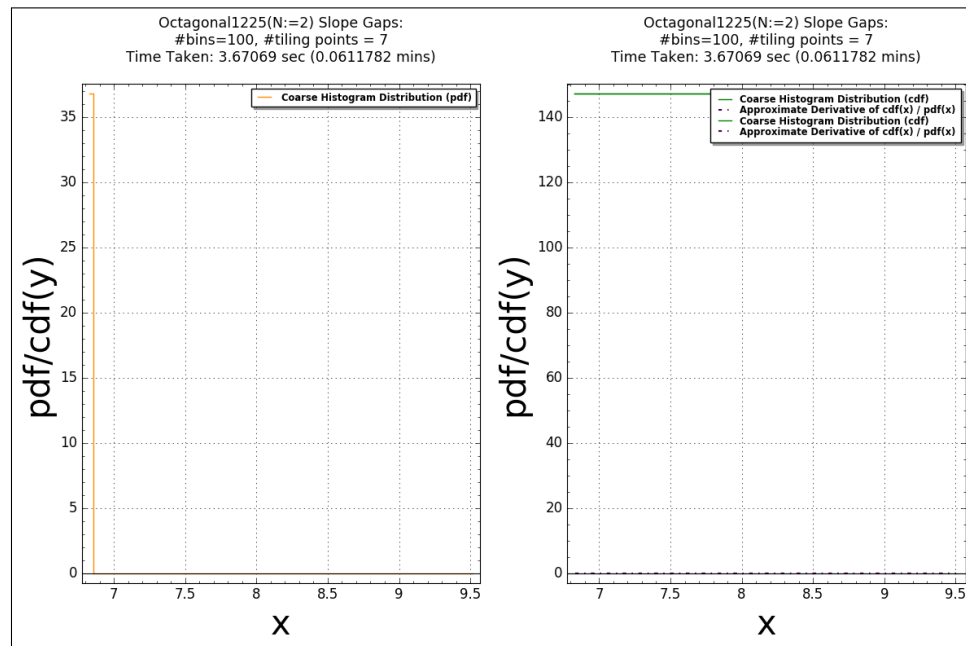 Octagonal1225(N:=2) Slope Gaps:
#bins=100, #tiling points = 7
Time Taken: 3.67069 sec (0.0611782 mins)
Coarse Histogram Distribution (pdf)
35
30
25
20
15
10
5
0
7
7.5
8
8.5
9
9.5
pdf/cdf(y)
x
Octagonal1225(N:=2) Slope Gaps:
#bins=100, #tiling points = 7
Time Taken: 3.67069 sec (0.0611782 mins)
Coarse Histogram Distribution (cdf)
Approximate Derivative of cdf(x) / pdf(x)
Coarse Histogram Distribution (cdf)
Approximate Derivative of cdf(x) / pdf(x)
140
120
100
80
60
40
20
0
7
7.5
8
8.5
9
9.5
pdf/cdf(y)
x